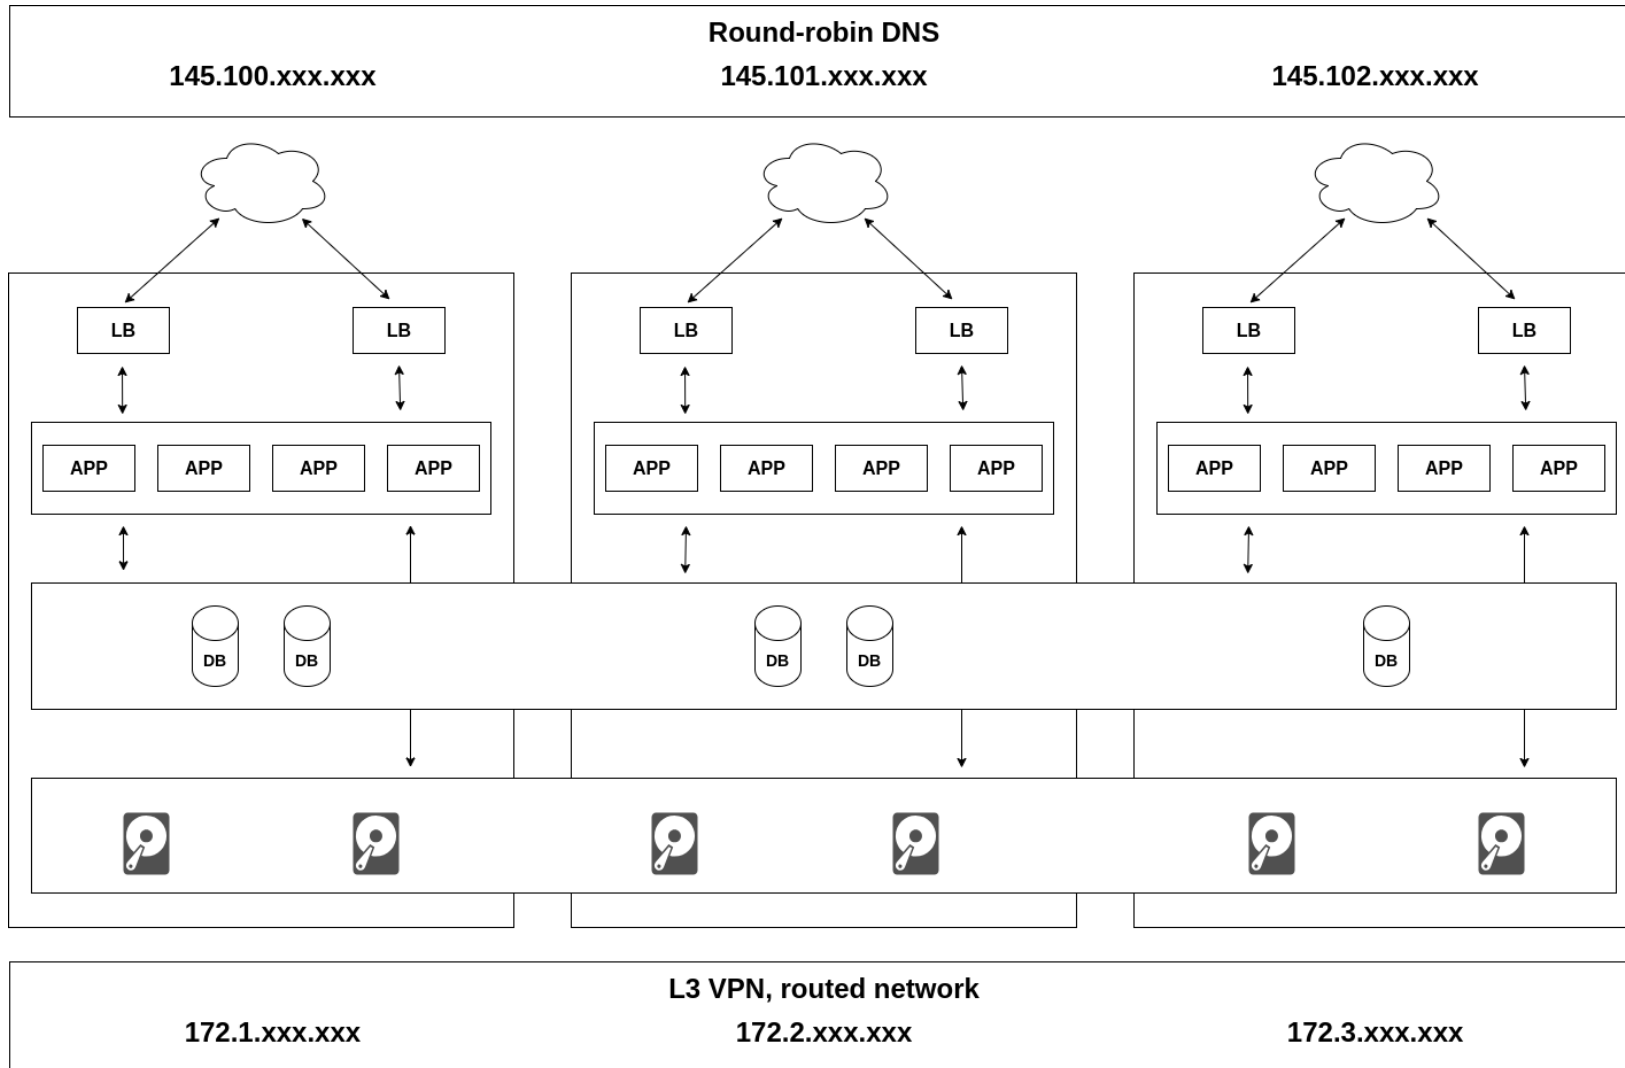 Round-robin DNS
145.100.xxx.xxx 145.101.xxx.xxx 145.102.xxx.xxx
LB LB LB LB LB LB
APP APP APP APP APP APP APP APP APP APP APP APP
DB DB DB DB DB
L3 VPN, routed network
172.1.xxx.xxx 172.2.xxx.xxx 172.3.xxx.xxx